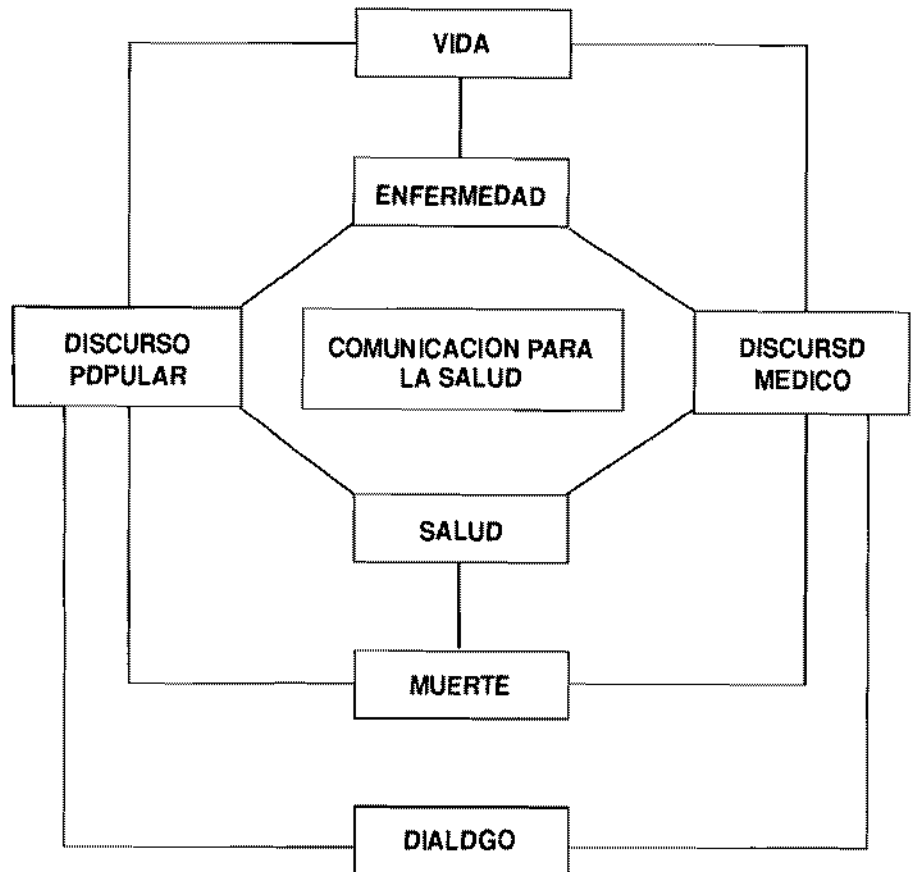 VIDA
ENFERMEDAD
DISCURSO
PDPULAR
COMUNICACION PARA
LA SALUD
DISCURSD
MEDICO
SALUD
MUERTE
DIALDGO